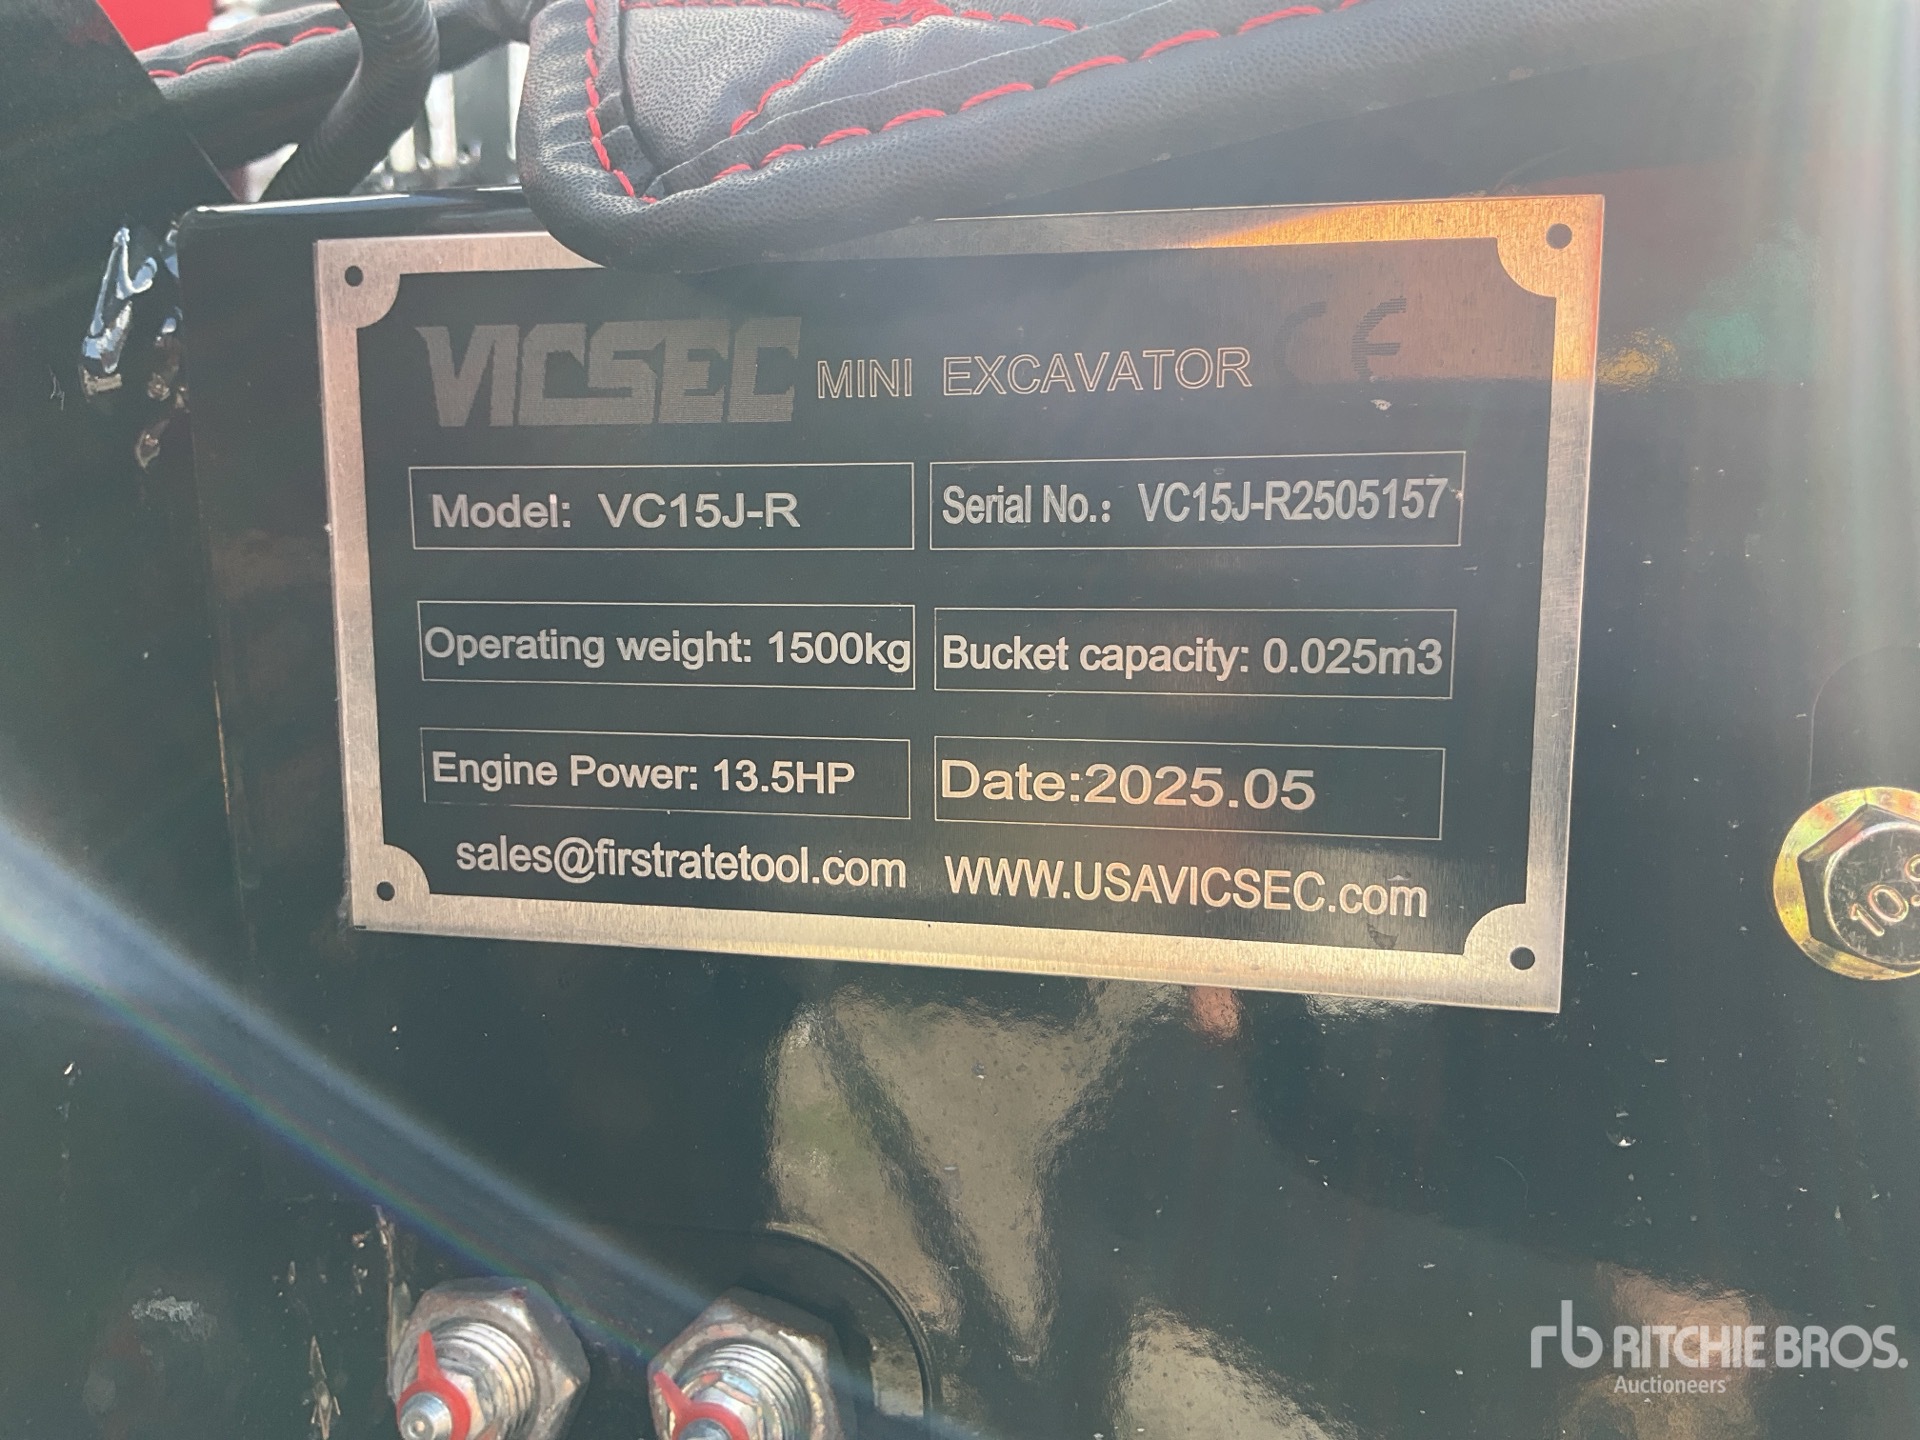 VICSEC MINI EXCAVATOR CE
Model: VC15J-R
Serial No.: VC15J-R2505157
Operating weight: 1500kg
Bucket capacity: 0.025m3
Engine Power: 13.5HP
Date:2025.05
sales@firstratetool.com
WWW.USAVICSEC.com
rb RITCHIE BROS.
Auctioneers